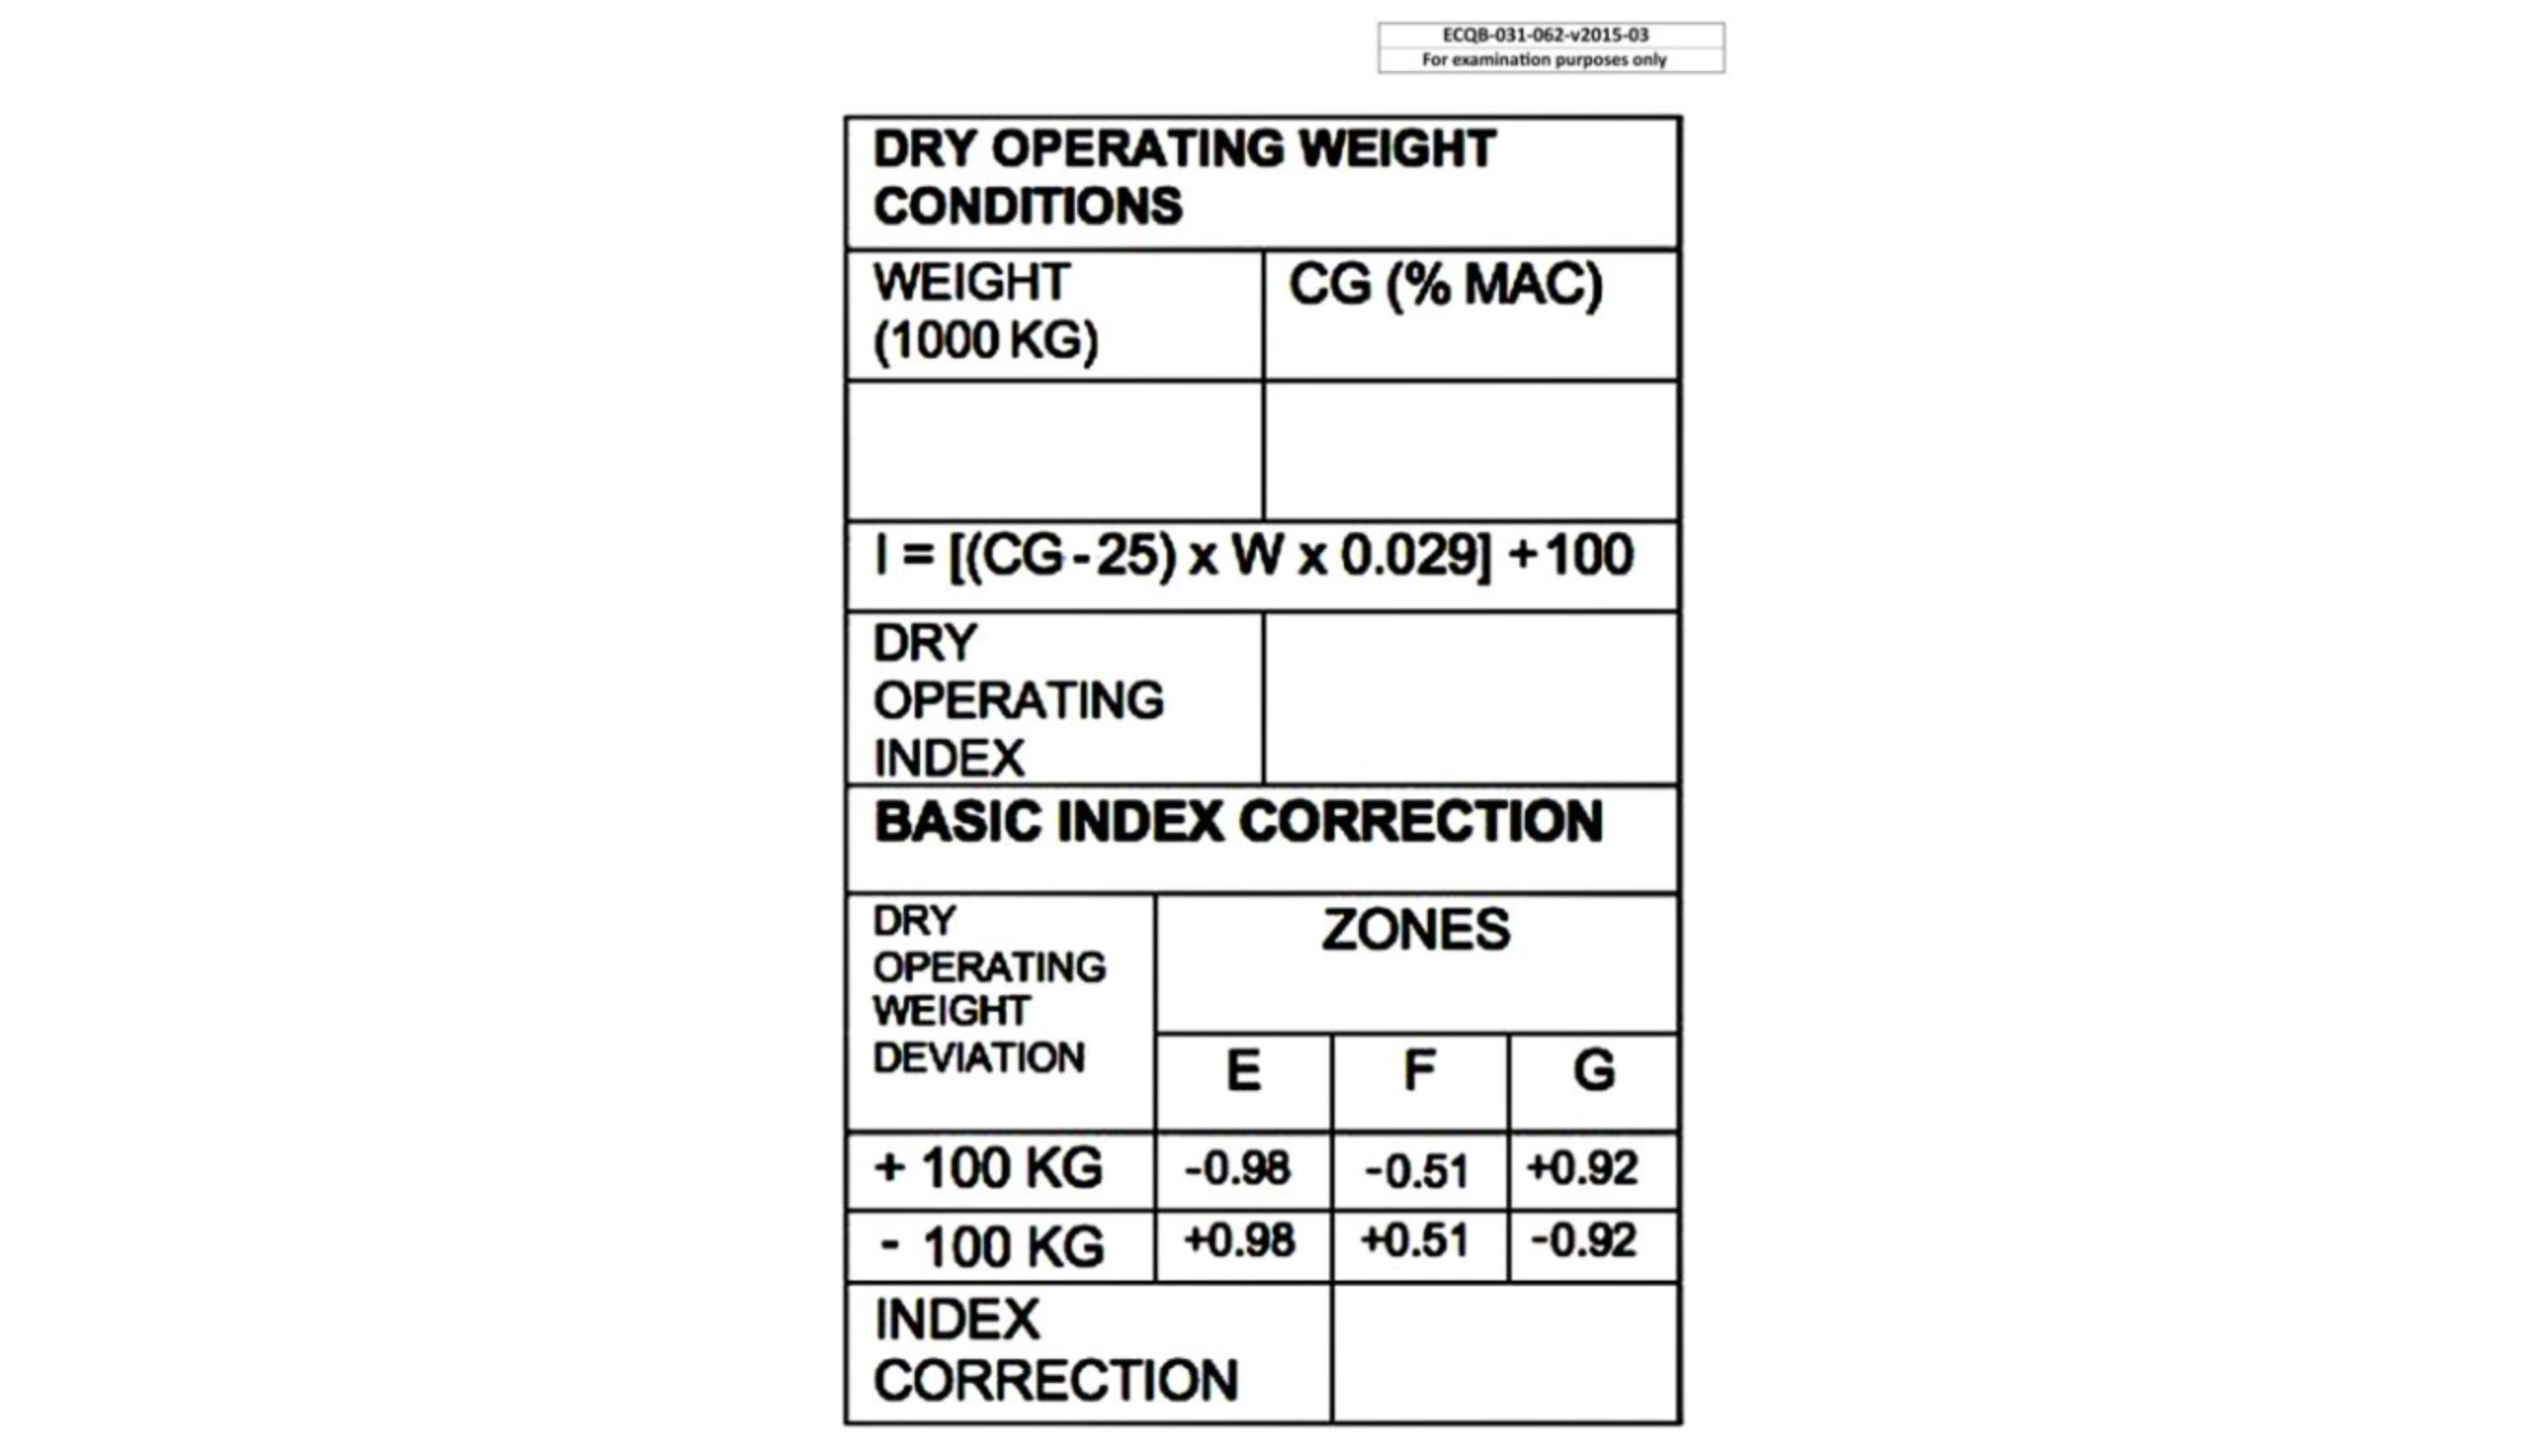 ECQB-031-062-v2015-03
For examination purposes only
DRY OPERATING WEIGHT
CONDITIONS
WEIGHT
(1000 KG)
CG (% MAC)
I = [(CG - 25) x W x 0.029] + 100
DRY
OPERATING
INDEX
BASIC INDEX CORRECTION
DRY
OPERATING
WEIGHT
DEVIATION
ZONES
E F G
+ 100 KG -0.98 -0.51 +0.92
- 100 KG +0.98 +0.51 -0.92
INDEX
CORRECTION